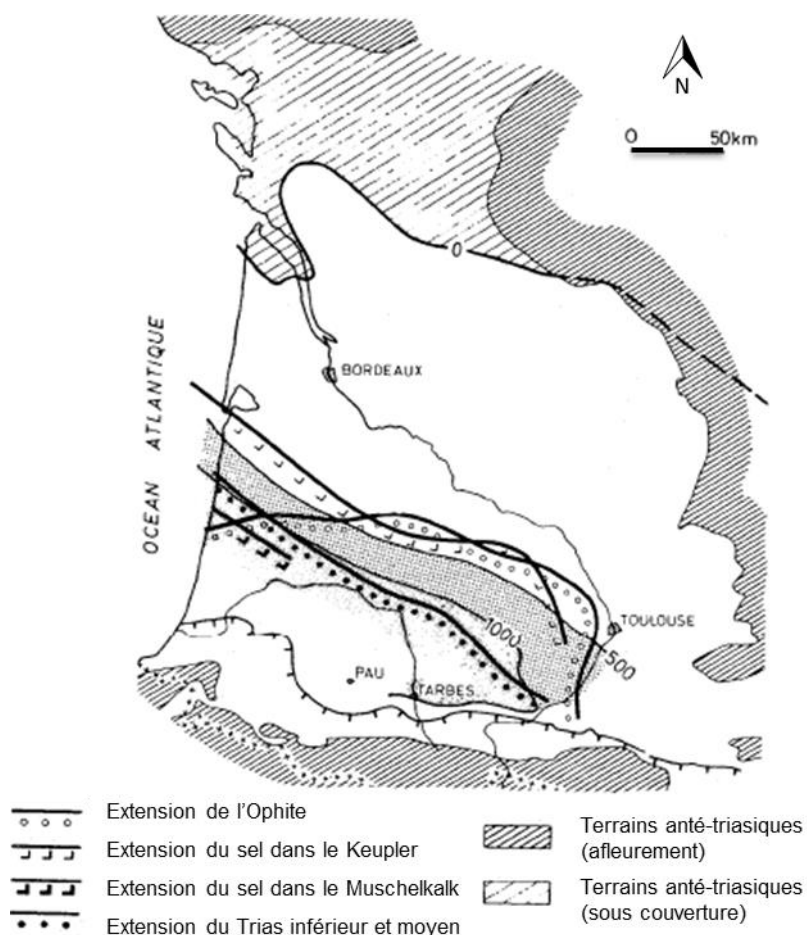 N
0 50km
0
OCEAN ATLANTIQUE
BORDEAUX
1000
TOULOUSE
500
PAU
TARBES
Extension de l'Ophite
Extension du sel dans le Keupler
Extension du sel dans le Muschelkalk
Extension du Trias inférieur et moyen
Terrains anté-triasiques
(afleurement)
Terrains anté-triasiques
(sous couverture)